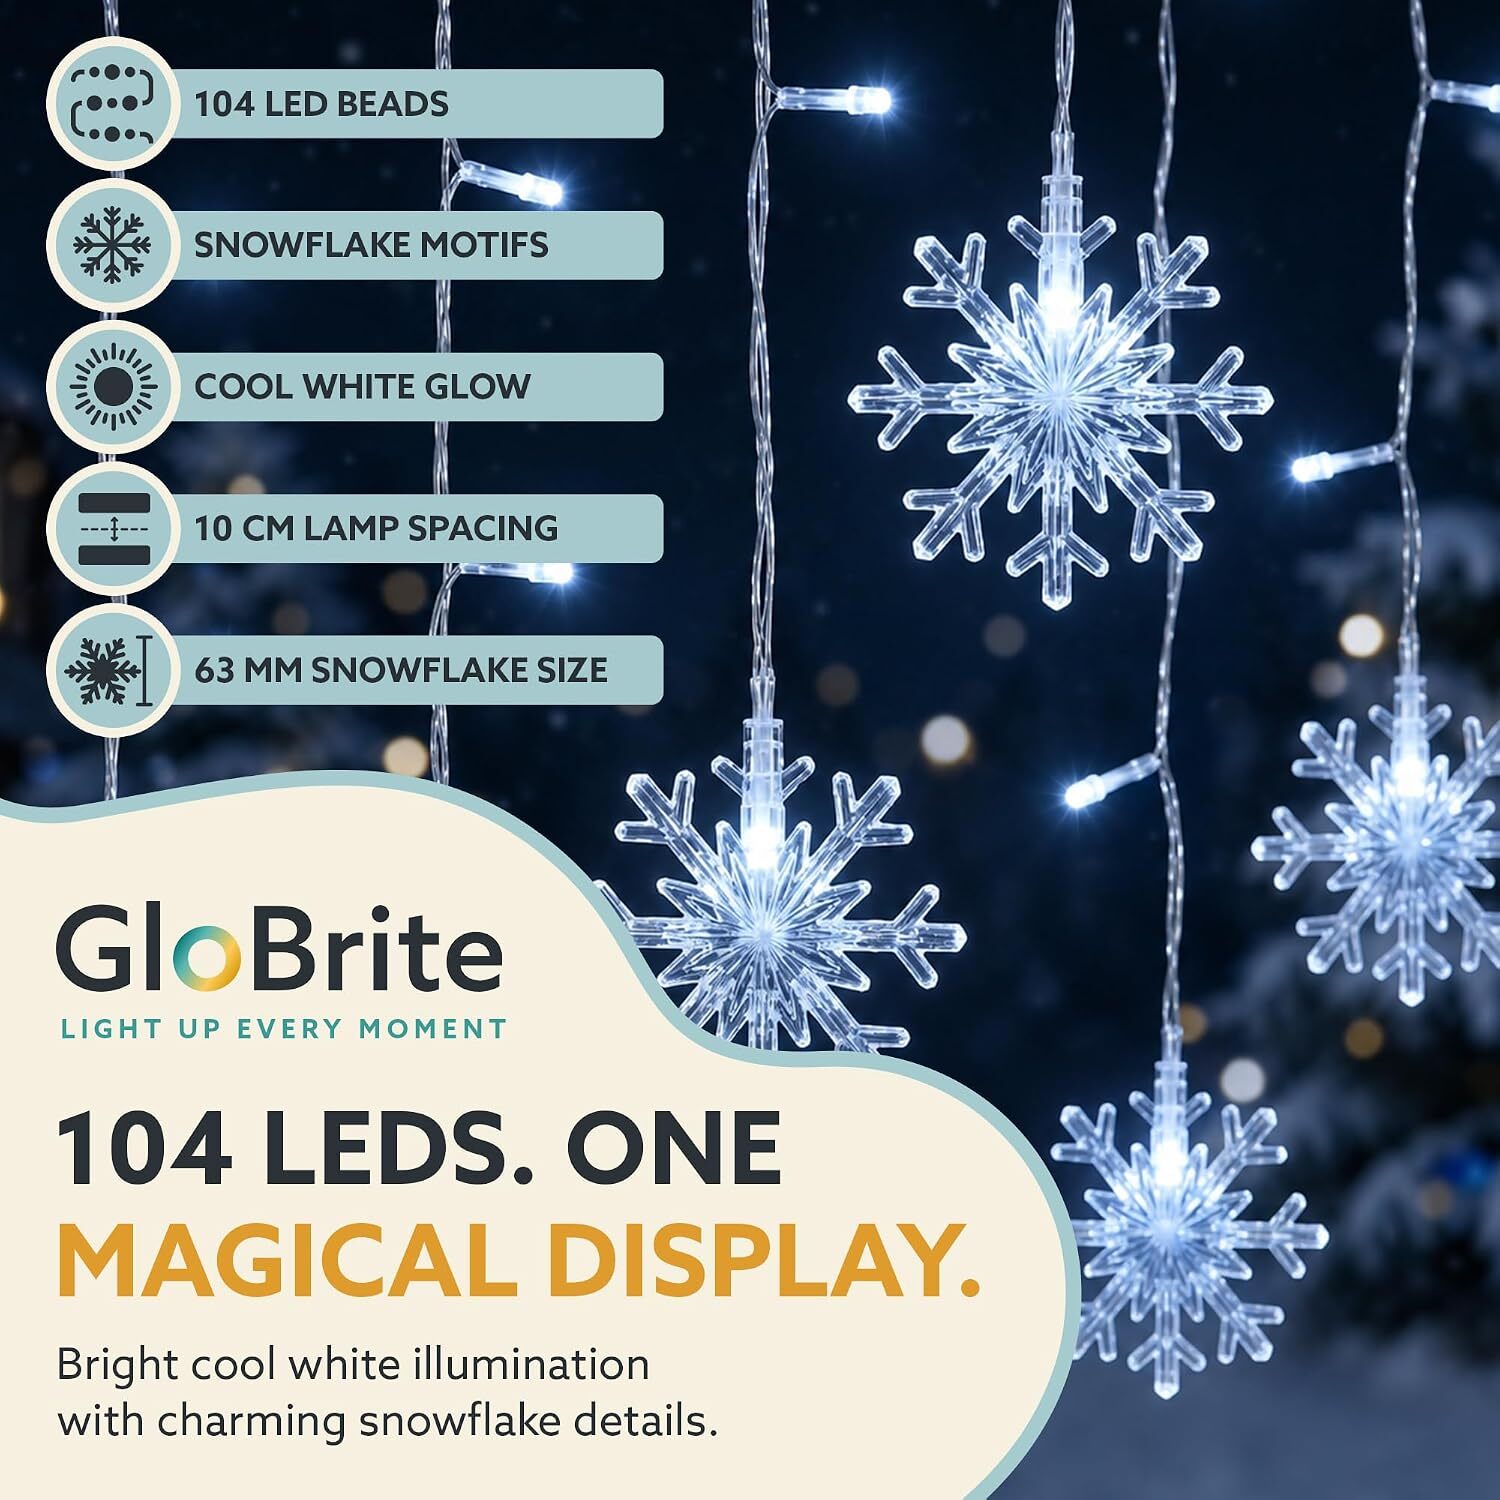 104 LED BEADS
SNOWFLAKE MOTIFS
COOL WHITE GLOW
10 CM LAMP SPACING
63 MM SNOWFLAKE SIZE
GloBrite
LIGHT UP EVERY MOMENT
104 LEDS. ONE
MAGICAL DISPLAY.
Bright cool white illumination
with charming snowflake details.